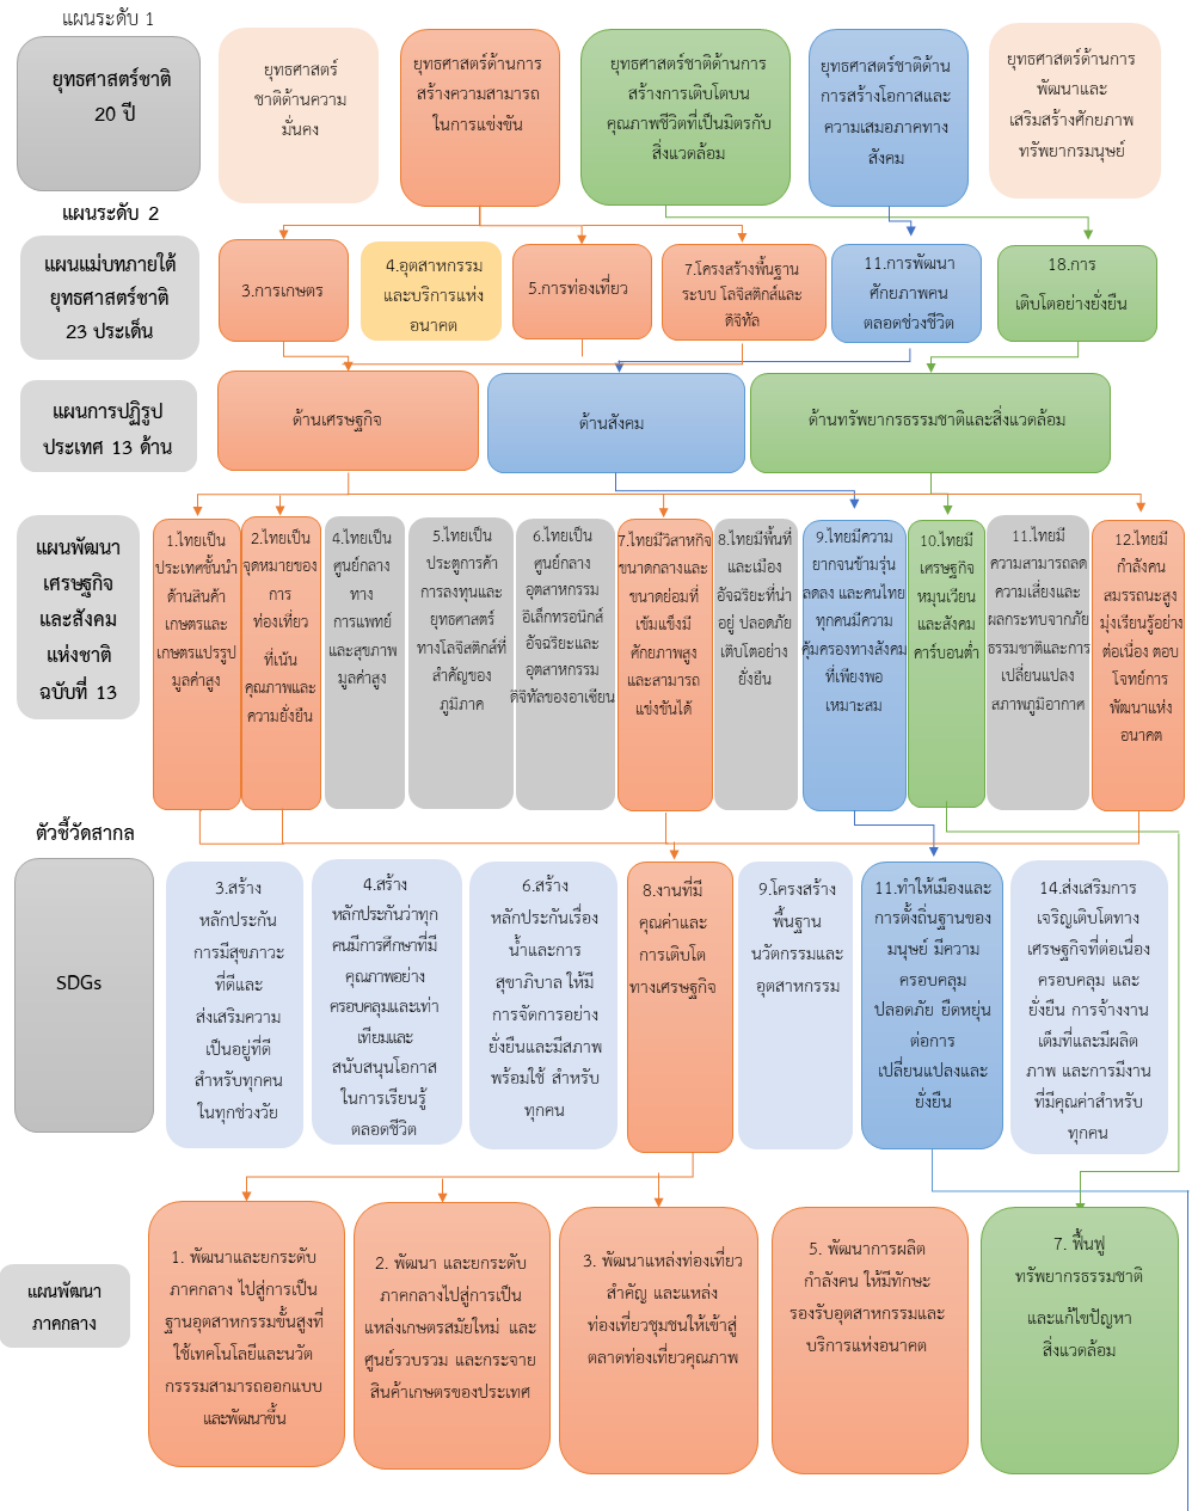 แผนระดับ 1
ยุทธศาสตร์ชาติ
20 ปี
ยุทธศาสตร์
ชาติด้านความ
มั่นคง
ยุทธศาสตร์ด้านการ
สร้างความสามารถ
ในการแข่งขัน
ยุทธศาสตร์ชาติด้านการ
สร้างการเติบโตบน
คุณภาพชีวิตที่เป็นมิตรกับ
สิ่งแวดล้อม
ยุทธศาสตร์ชาติด้าน
การสร้างโอกาสและ
ความเสมอภาคทาง
สังคม
ยุทธศาสตร์ด้านการ
พัฒนาและ
เสริมสร้างศักยภาพ
ทรัพยากรมนุษย์
แผนระดับ 2
แผนแม่บทภายใต้
ยุทธศาสตร์ชาติ
23 ประเด็น
3.การเกษตร
4.อุตสาหกรรม
และบริการแห่ง
อนาคต
5.การท่องเที่ยว
7.โครงสร้างพื้นฐาน
ระบบ โลจิสติกส์และ
ดิจิทัล
11.การพัฒนา
ศักยภาพคน
ตลอดช่วงชีวิต
18.การ
เติบโตอย่างยั่งยืน
แผนการปฏิรูป
ประเทศ 13 ด้าน
ด้านเศรษฐกิจ
ด้านสังคม
ด้านทรัพยากรธรรมชาติและสิ่งแวดล้อม
แผนพัฒนา
เศรษฐกิจ
และสังคม
แห่งชาติ
ฉบับที่ 13
1.ไทยเป็น
ประเทศชั้นนำ
ด้านสินค้า
เกษตรและ
เกษตรแปรรูป
มูลค่าสูง
2.ไทยเป็น
จุดหมายของ
การ
ท่องเที่ยว
ที่เน้น
คุณภาพและ
ความยั่งยืน
4.ไทยเป็น
ศูนย์กลาง
ทาง
การแพทย์
และสุขภาพ
มูลค่าสูง
5.ไทยเป็น
ประตูการค้า
การลงทุนและ
ยุทธศาสตร์
ทางโลจิสติกส์ที่
สำคัญของ
ภูมิภาค
6.ไทยเป็น
ศูนย์กลาง
อุตสาหกรรม
อิเล็กทรอนิกส์
อัจฉริยะและ
อุตสาหกรรม
ดิจิทัลของอาเซียน
7.ไทยมีวิสาหกิจ
ขนาดกลางและ
ขนาดย่อมที่
เข้มแข็งมี
ศักยภาพสูง
และสามารถ
แข่งขันได้
8.ไทยมีพื้นที่
และเมือง
อัจฉริยะที่น่า
อยู่ ปลอดภัย
เติบโตอย่าง
ยั่งยืน
9.ไทยมีความ
ยากจนข้ามรุ่น
ลดลง และคนไทย
ทุกคนมีความ
คุ้มครองทางสังคม
ที่เพียงพอ
เหมาะสม
10.ไทยมี
เศรษฐกิจ
หมุนเวียน
และสังคม
คาร์บอนต่ำ
11.ไทยมี
ความสามารถลด
ความเสี่ยงและ
ผลกระทบจากภัย
ธรรมชาติและการ
เปลี่ยนแปลง
สภาพภูมิอากาศ
12.ไทยมี
กำลังคน
สมรรถนะสูง
มุ่งเรียนรู้อย่าง
ต่อเนื่อง ตอบ
โจทย์การ
พัฒนาแห่ง
อนาคต
ตัวชี้วัดสากล
SDGs
3.สร้าง
หลักประกัน
การมีสุขภาวะ
ที่ดีและ
ส่งเสริมความ
เป็นอยู่ที่ดี
สำหรับทุกคน
ในทุกช่วงวัย
4.สร้าง
หลักประกันว่าทุก
คนมีการศึกษาที่มี
คุณภาพอย่าง
ครอบคลุมและเท่า
เทียมและ
สนับสนุนโอกาส
ในการเรียนรู้
ตลอดชีวิต
6.สร้าง
หลักประกันเรื่อง
น้ำและการ
สุขาภิบาล ให้มี
การจัดการอย่าง
ยั่งยืนและมีสภาพ
พร้อมใช้ สำหรับ
ทุกคน
8.งานที่มี
คุณค่าและ
การเติบโต
ทางเศรษฐกิจ
9.โครงสร้าง
พื้นฐาน
นวัตกรรมและ
อุตสาหกรรม
11.ทำให้เมืองและ
การตั้งถิ่นฐานของ
มนุษย์ มีความ
ครอบคลุม
ปลอดภัย ยืดหยุ่น
ต่อการ
เปลี่ยนแปลงและ
ยั่งยืน
14.ส่งเสริมการ
เจริญเติบโตทาง
เศรษฐกิจที่ต่อเนื่อง
ครอบคลุม และ
ยั่งยืน การจ้างงาน
เต็มที่และมีผลิต
ภาพ และการมีงาน
ที่มีคุณค่าสำหรับ
ทุกคน
แผนพัฒนา
ภาคกลาง
1. พัฒนาและยกระดับ
ภาคกลาง ไปสู่การเป็น
ฐานอุตสาหกรรมขั้นสูงที่
ใช้เทคโนโลยีและนวัต
กรรรมสามารถออกแบบ
และพัฒนาขึ้น
2. พัฒนา และยกระดับ
ภาคกลางไปสู่การเป็น
แหล่งเกษตรสมัยใหม่ และ
ศูนย์รวบรวม และกระจาย
สินค้าเกษตรของประเทศ
3. พัฒนาแหล่งท่องเที่ยว
สำคัญ และแหล่ง
ท่องเที่ยวชุมชนให้เข้าสู่
ตลาดท่องเที่ยวคุณภาพ
5. พัฒนาการผลิต
กำลังคน ให้มีทักษะ
รองรับอุตสาหกรรมและ
บริการแห่งอนาคต
7. ฟื้นฟู
ทรัพยากรธรรมชาติ
และแก้ไขปัญหา
สิ่งแวดล้อม